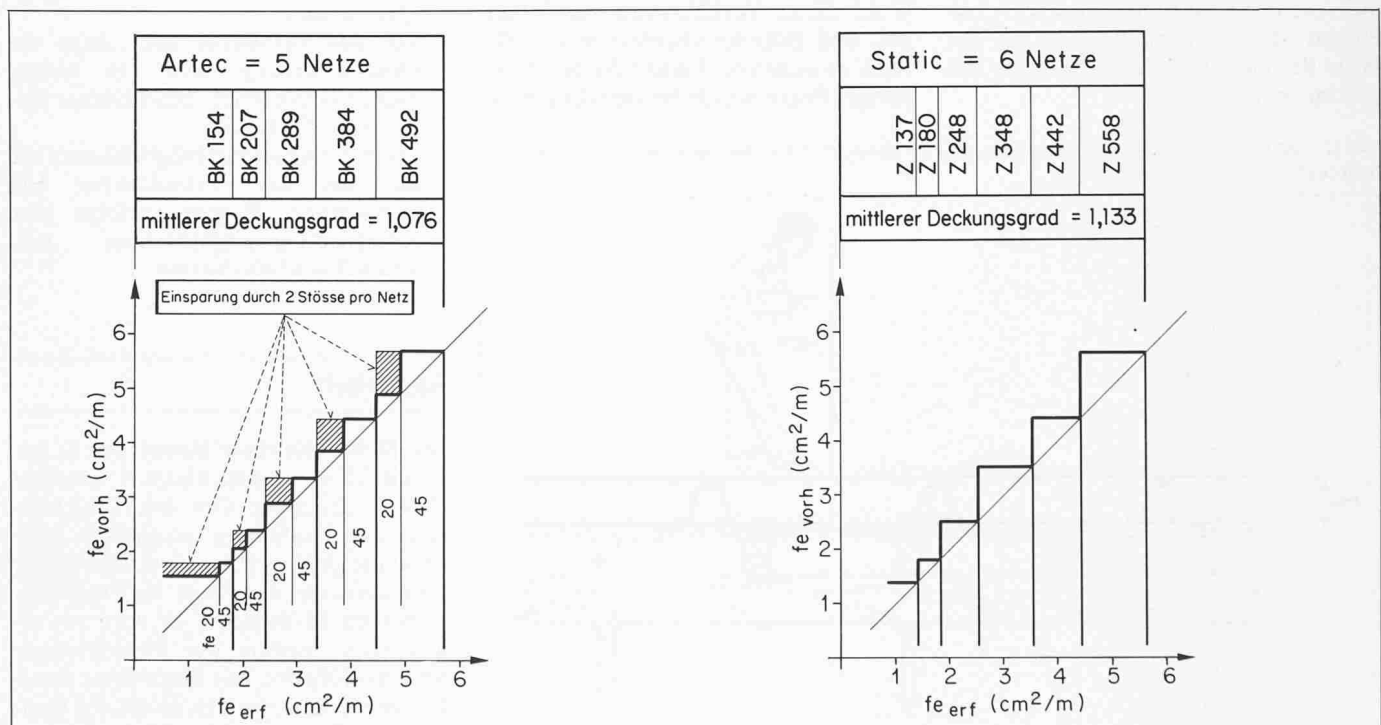 Artec = 5 Netze
BK 154
BK 207
BK 289
BK 384
BK 492
mittlerer Deckungsgrad = 1,076
Einsparung durch 2 Stösse pro Netz
fe vorh (cm²/m)
6
5
4
3
2
1
fe 20
45
20
45
20
45
20
45
20
45
1 2 3 4 5 6
fe erf (cm²/m)
Static = 6 Netze
Z 137
Z 180
Z 248
Z 348
Z 442
Z 558
mittlerer Deckungsgrad = 1,133
fe vorh (cm²/m)
6
5
4
3
2
1
1 2 3 4 5 6
fe erf (cm²/m)